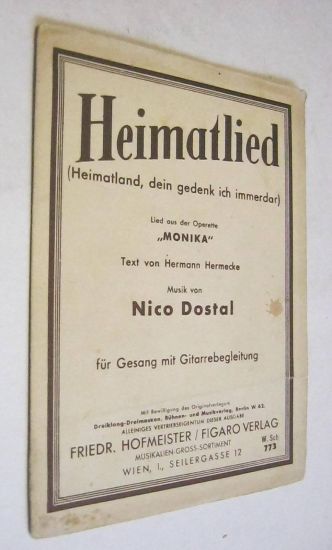 Heimatlied
(Heimatland, dein gedenk ich immerdar)
Lied aus der Operette
„MONIKA"
Text von Hermann Hermecke
Musik von
Nico Dostal
für Gesang mit Gitarrebegleitung
Mit Bewilligung des Originalverlegers
Dreiklang-Dreimasken, Bühnen- und Musikverlag, Berlin W 62.
ALLEINIGES VERTRIEBSEIGENTUM DIESER AUSGABE
FRIEDR. HOFMEISTER / FIGARO VERLAG
MUSIKALIEN-GROSS-SORTIMENT
WIEN, I., SEILERGASSE 12
W. Sch
773